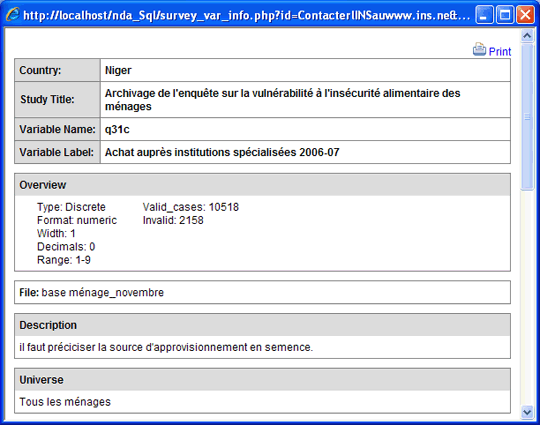 http://localhost/nda_Sql/survey_var_info.php?id=ContacterlINSauwww.ins.ne&...
Print
Country: Niger
Study Title: Archivage de l'enquête sur la vulnérabilité à l'insécurité alimentaire des
ménages
Variable Name: q31c
Variable Label: Achat auprès institutions spécialisées 2006-07
Overview
Type: Discrete Valid_cases: 10518
Format: numeric Invalid: 2158
Width: 1
Decimals: 0
Range: 1-9
File: base ménage_novembre
Description
il faut préciciser la source d'approvisionnement en semence.
Universe
Tous les ménages